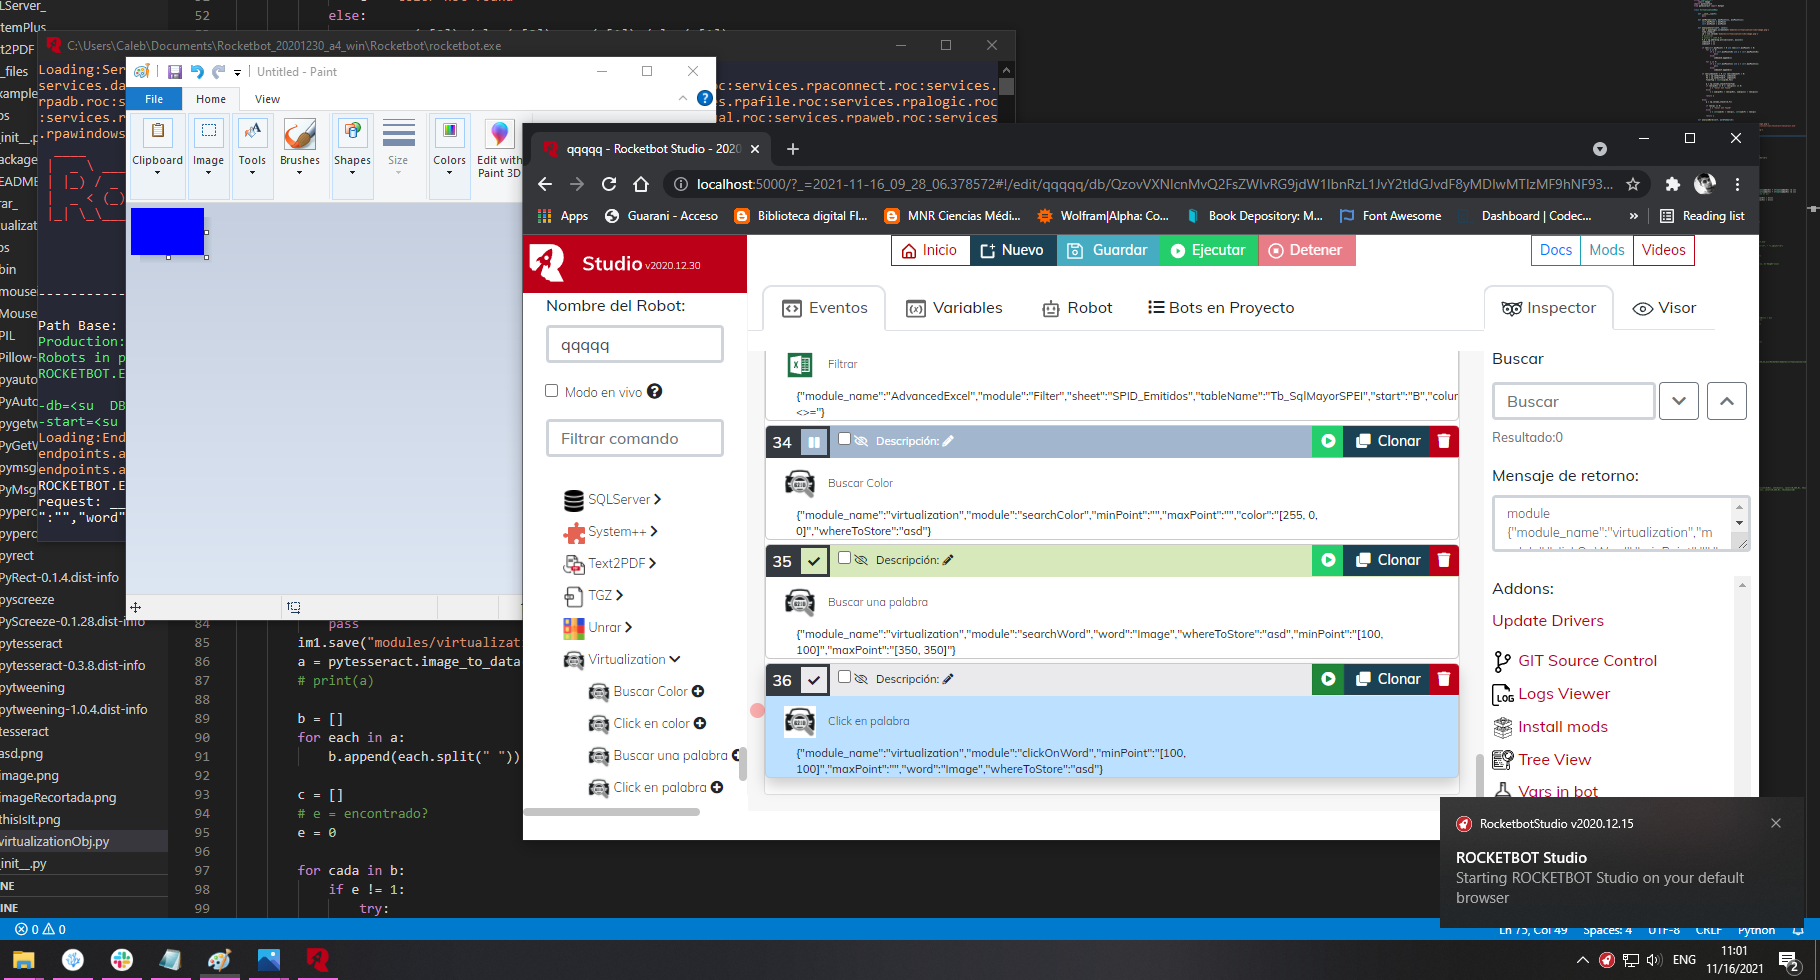 _LServer_
temPlus
t2PDF
_files
xample
os
_init__.p
package
README
rar_
os
bin
mouse
PIL
Pillow-
pyauto
PyAuto
pygetw
PyGetW
pymsg
PyMsg
pyperc
pyperc
pyrect
PyRect-0.1.4.dist-info
pyscreeze
PyScreeze-0.1.28.dist-info
pytesseract
pytesseract-0.3.8.dist-info
pytweening
pytweening-1.0.4.dist-info
tesseract
asd.png
image.png
imageRecortada.png
thisIsIt.png
virtualizationObj.py
_init__.py
NE
INE
52 else:
C:\Users\Caleb\Documents\Rocketbot_20201230_a4_win\Rocketbot\rocketbot.exe
Loading:Ser
services.da
rpadb.roc:s
services.rp
.rpawindows
oc:services.rpaconnect.roc:services.
s.rpafile.roc:services.rpalogic.roc
al.roc:services.rpaweb.roc:services
Path Base:
Production:
Robots in p
ROCKETBOT.E
-db=<su DB
-start=<su
Loading:End
endpoints.a
endpoints.a
ROCKETBOT.E
request: __
":"","word"
Untitled - Paint
File Home View
Clipboard Image Tools Brushes Shapes Size Colors Edit with
Paint 3D
84 pass
85 im1.save("modules/virtualizat
86 a = pytesseract.image_to_data
87 # print(a)
88
89 b = []
90 for each in a:
91 b.append(each.split(" "))
92
93 c = []
94 # e = encontrado?
95 e = 0
96
97 for cada in b:
98 if e != 1:
99 try:
qqqqq - Rocketbot Studio - 2020
localhost:5000/?_=2021-11-16_09_28_06.378572#!/edit/qqqqq/db/QzovVXNlcnMvQ2FsZWIvRG9jdW1lbnRzL1JvY2tldGJvdF8yMDIwMTIzMF9hNF93...
Apps Guarani - Acceso Biblioteca digital Fl... MNR Ciencias Médi... Wolfram|Alpha: Co... Book Depository: M... Font Awesome Dashboard | Codec... » Reading list
Studio v2020.12.30
Inicio Nuevo Guardar Ejecutar Detener
Docs Mods Videos
Nombre del Robot:
qqqqq
Modo en vivo ?
Filtrar comando
SQLServer
System++
Text2PDF
TGZ
Unrar
Virtualization
Buscar Color
Click en color
Buscar una palabra
Click en palabra
Eventos Variables Robot Bots en Proyecto
Filtrar
{"module_name":"AdvancedExcel","module":"Filter","sheet":"SPID_Emitidos","tableName":"Tb_SqlMayorSPEI","start":"B","colur
<>="}
34 Descripción: Clonar
Buscar Color
{"module_name":"virtualization","module":"searchColor","minPoint":"","maxPoint":"","color":"[255, 0,
0]","whereToStore":"asd"}
35 Descripción: Clonar
Buscar una palabra
{"module_name":"virtualization","module":"searchWord","word":"Image","whereToStore":"asd","minPoint":"[100,
100]","maxPoint":"[350, 350]"}
36 Descripción: Clonar
Click en palabra
{"module_name":"virtualization","module":"clickOnWord","minPoint":"[100,
100]","maxPoint":"","word":"Image","whereToStore":"asd"}
Inspector Visor
Buscar
Buscar
Resultado:0
Mensaje de retorno:
module
{"module_name":"virtualization","m
Addons:
Update Drivers
GIT Source Control
LOG Logs Viewer
Install mods
Tree View
Vars in bot
RocketbotStudio v2020.12.15
ROCKETBOT Studio
Starting ROCKETBOT Studio on your default
browser
0 0
Ln 75, Col 49 Spaces: 4 UTF-8 CRLF Python
ENG
11:01
11/16/2021
2